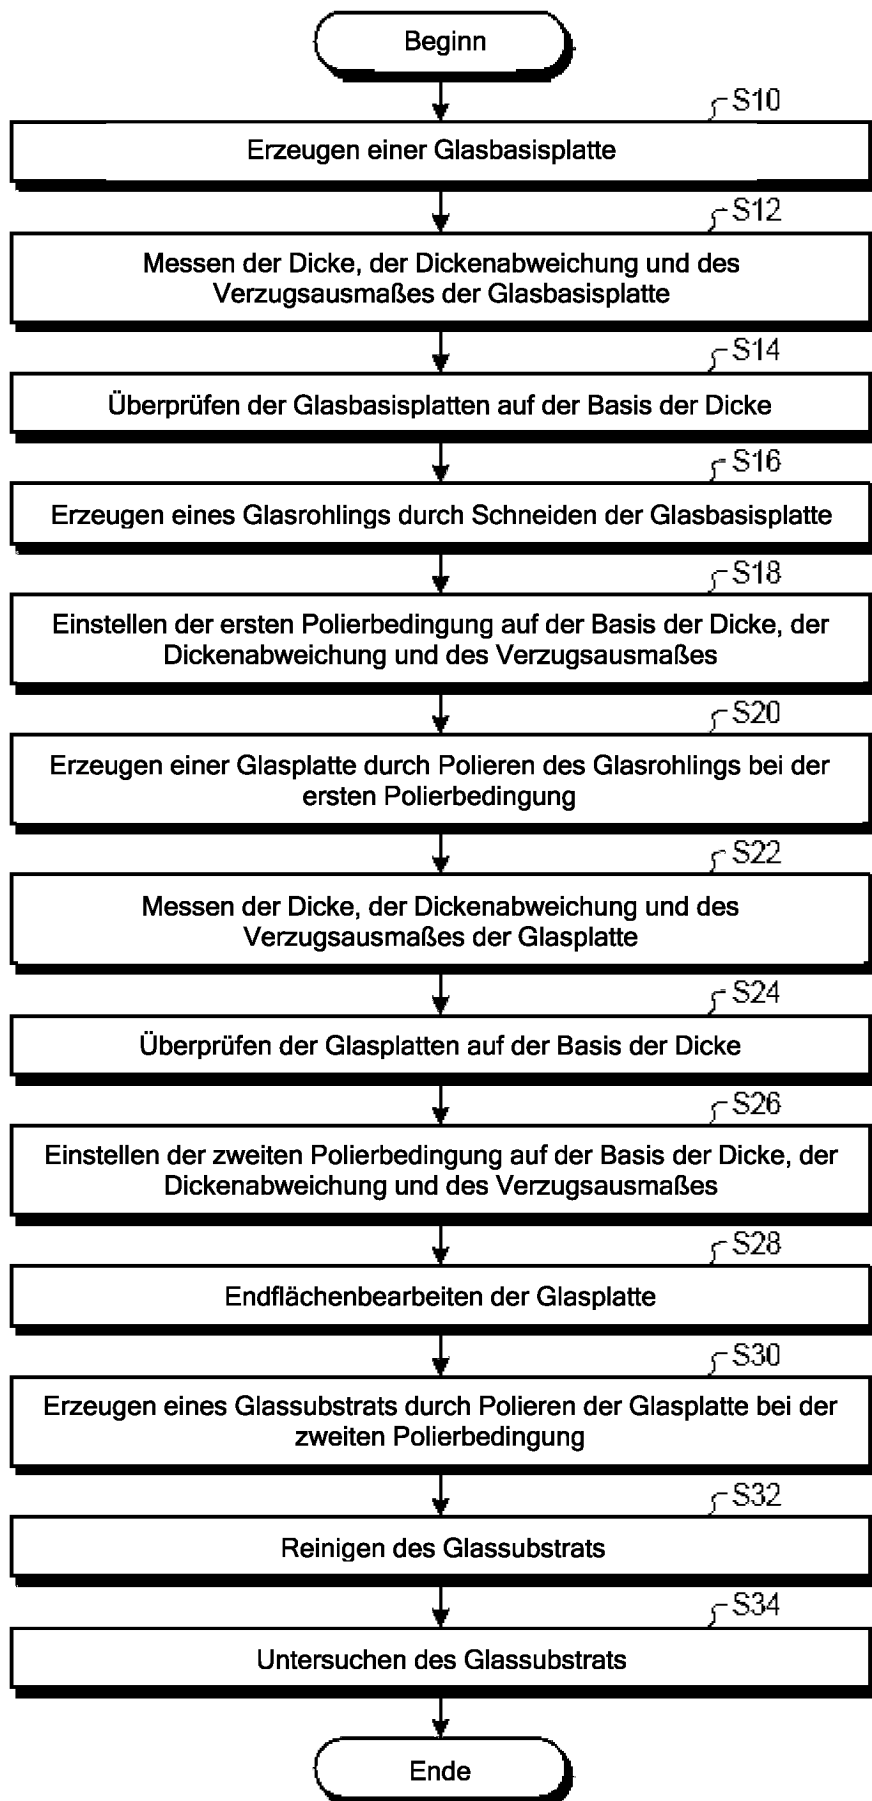 Beginn
S10
Erzeugen einer Glasbasisplatte
S12
Messen der Dicke, der Dickenabweichung und des
Verzugsausmaßes der Glasbasisplatte
S14
Überprüfen der Glasbasisplatten auf der Basis der Dicke
S16
Erzeugen eines Glasrohlings durch Schneiden der Glasbasisplatte
S18
Einstellen der ersten Polierbedingung auf der Basis der Dicke, der
Dickenabweichung und des Verzugsausmaßes
S20
Erzeugen einer Glasplatte durch Polieren des Glasrohlings bei der
ersten Polierbedingung
S22
Messen der Dicke, der Dickenabweichung und des
Verzugsausmaßes der Glasplatte
S24
Überprüfen der Glasplatten auf der Basis der Dicke
S26
Einstellen der zweiten Polierbedingung auf der Basis der Dicke, der
Dickenabweichung und des Verzugsausmaßes
S28
Endflächenbearbeiten der Glasplatte
S30
Erzeugen eines Glassubstrats durch Polieren der Glasplatte bei der
zweiten Polierbedingung
S32
Reinigen des Glassubstrats
S34
Untersuchen des Glassubstrats
Ende